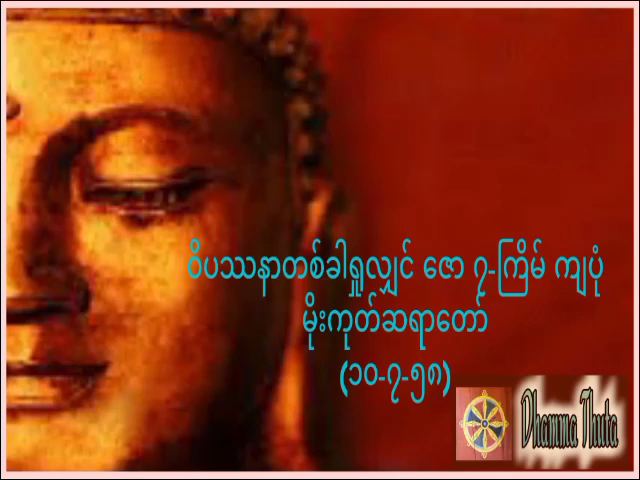 ဝိပဿနာတစ်ခါရှုလျှင် ဇော ၇-ကြိမ် ကျပုံ
မိုးကုတ်ဆရာတော်
(၁၀-၇-၅၈)
Dhamma Thuta